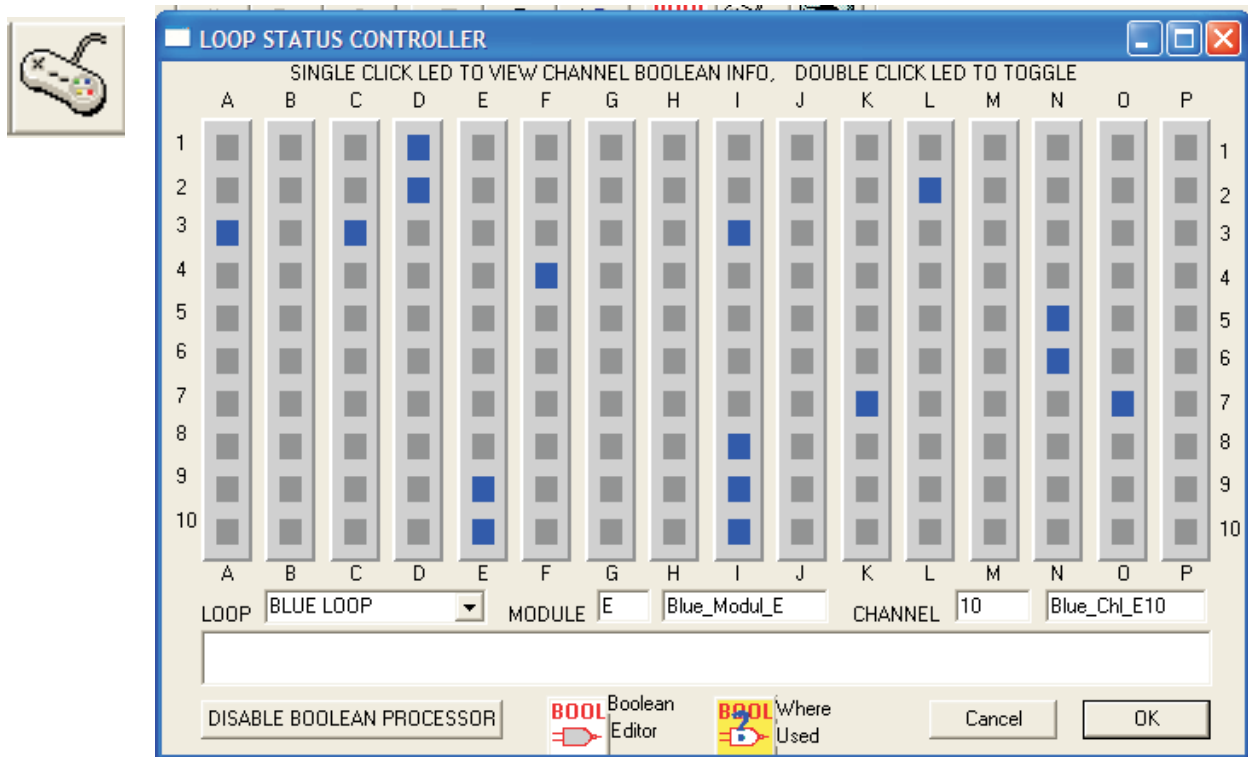 LOOP STATUS CONTROLLER
SINGLE CLICK LED TO VIEW CHANNEL BOOLEAN INFO, DOUBLE CLICK LED TO TOGGLE
A B C D E F G H I J K L M N O P
1 1
2 2
3 3
4 4
5 5
6 6
7 7
8 8
9 9
10 10
A B C D E F G H I J K L M N O P
LOOP BLUE LOOP MODULE E Blue_Modul_E CHANNEL 10 Blue_Chl_E10
DISABLE BOOLEAN PROCESSOR BOOL Boolean Editor BOOL ? Where Used Cancel OK